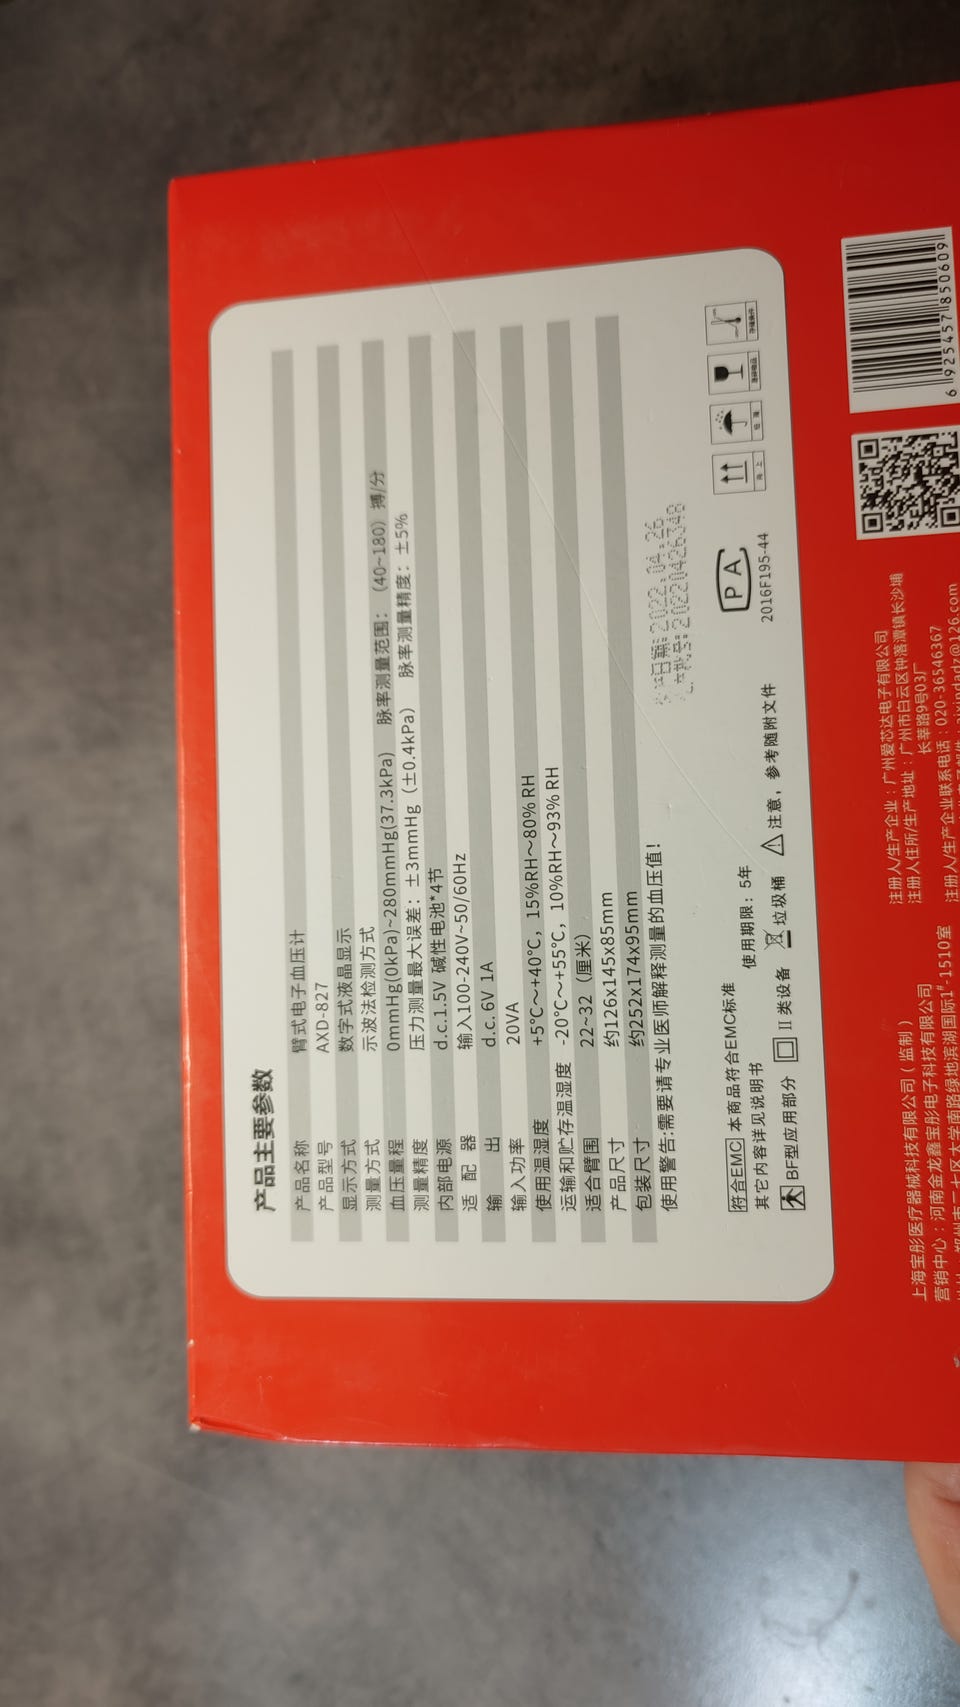 产品主要参数
产品名称 臂式电子血压计
产品型号 AXD-827
显示方式 数字式液晶显示
测量方式 示波法检测方式
血压量程 0mmHg(0kPa)~280mmHg(37.3kPa) 脉率测量范围：（40~180）搏/分
测量精度 压力测量最大误差：±3mmHg（±0.4kPa） 脉率测量精度：±5%
内部电源 d.c.1.5V 碱性电池*4节
适 配 器 输入100-240V~50/60Hz
输 出 d.c.6V 1A
输入功率 20VA
使用温湿度 +5℃～+40℃，15%RH～80%RH
运输和贮存温湿度 -20℃～+55℃，10%RH～93%RH
适合臂围 22~32（厘米）
产品尺寸 约126x145x85mm
包装尺寸 约252x174x95mm
使用警告:需要请专业医师解释测量的血压值！
生产日期:2022.04.26
生产批号:20220426348
符合EMC 本商品符合EMC标准 使用期限：5年
其它内容详见说明书
BF型应用部分 II 类设备 垃圾桶 注意，参考随附文件
PA
2016F195-44
向 上
6 925457 850609
上海宝彤医疗器械科技有限公司（监制）
营销中心：河南金龙鑫宝彤电子科技有限公司
注册人/生产企业：广州爱芯达电子有限公司
注册人住所/生产地址：广州市白云区钟落潭镇长沙埔
长莘路9号03厂
注册人/生产企业联系电话：020-36546367